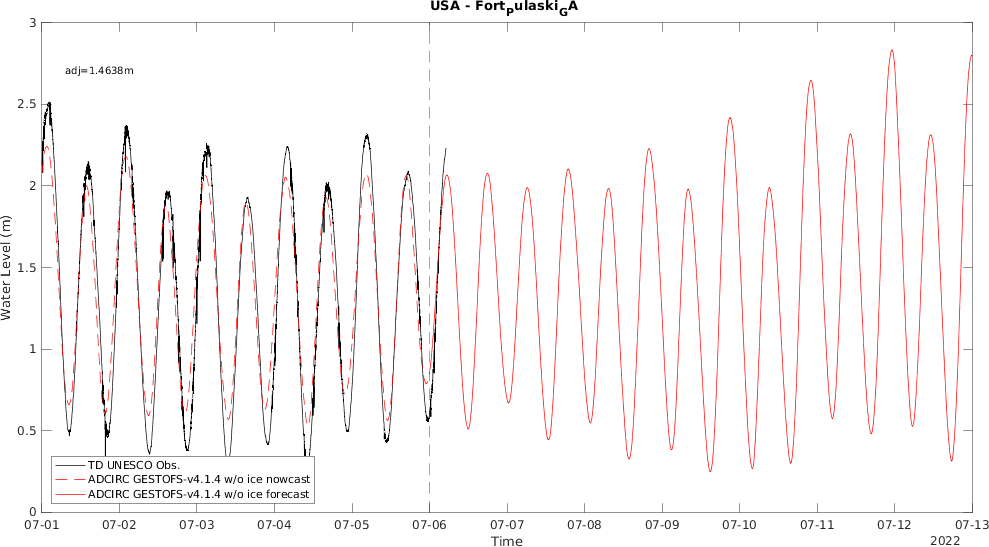 USA - FortPulaskiGA
adj=1.4638m
Water Level (m)
3
2.5
2
1.5
1
0.5
0
TD UNESCO Obs.
ADCIRC GESTOFS-v4.1.4 w/o ice nowcast
ADCIRC GESTOFS-v4.1.4 w/o ice forecast
07-01 07-02 07-03 07-04 07-05 07-06 07-07 07-08 07-09 07-10 07-11 07-12 07-13
Time
2022